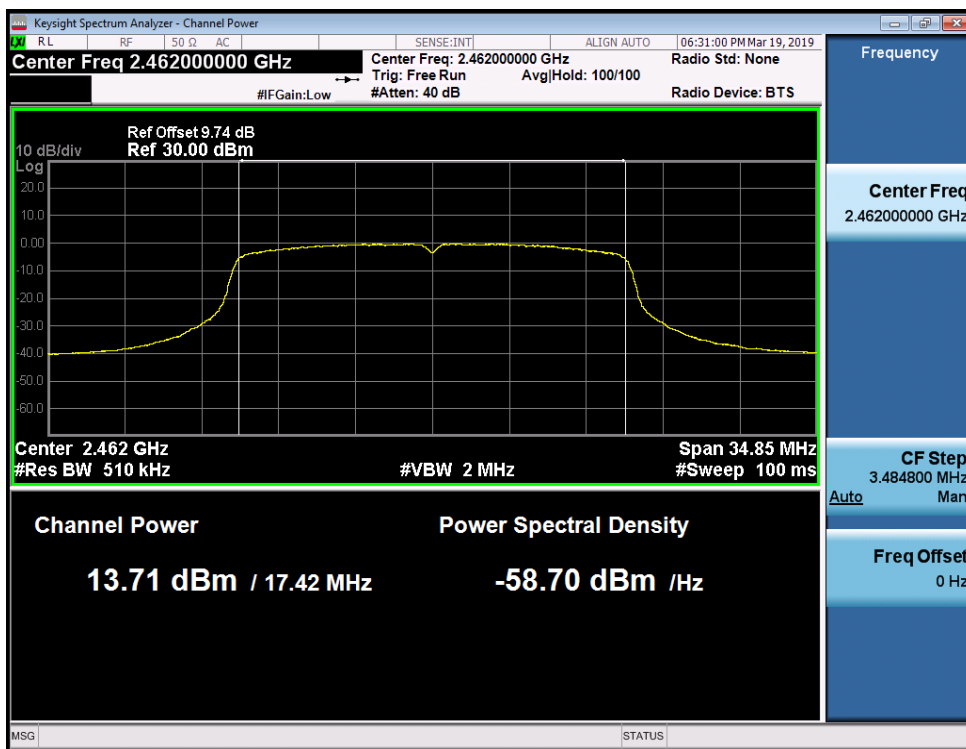 Keysight Spectrum Analyzer - Channel Power
LXI RL RF 50 Ω AC SENSE:INT ALIGN AUTO 06:31:00 PM Mar 19, 2019
Center Freq 2.462000000 GHz
Center Freq: 2.462000000 GHz Radio Std: None
Trig: Free Run Avg|Hold: 100/100
#IFGain:Low #Atten: 40 dB Radio Device: BTS
Ref Offset 9.74 dB
10 dB/div Ref 30.00 dBm
Log
20.0
10.0
0.00
-10.0
-20.0
-30.0
-40.0
-50.0
-60.0
Center 2.462 GHz Span 34.85 MHz
#Res BW 510 kHz #VBW 2 MHz #Sweep 100 ms
Channel Power Power Spectral Density
13.71 dBm / 17.42 MHz -58.70 dBm /Hz
Frequency
Center Freq
2.462000000 GHz
CF Step
3.484800 MHz
Auto Man
Freq Offset
0 Hz
MSG STATUS